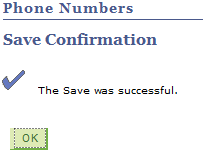 Phone Numbers
Save Confirmation
The Save was successful.
OK